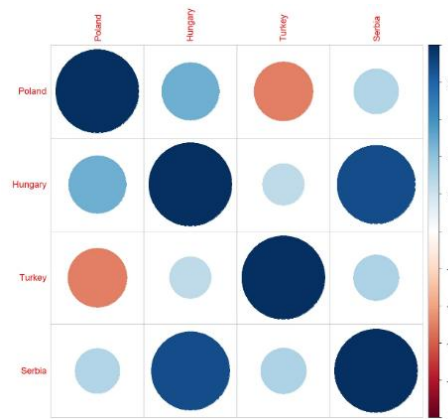 Poland
Hungary
Turkey
Serbia
Poland
Hungary
Turkey
Serbia